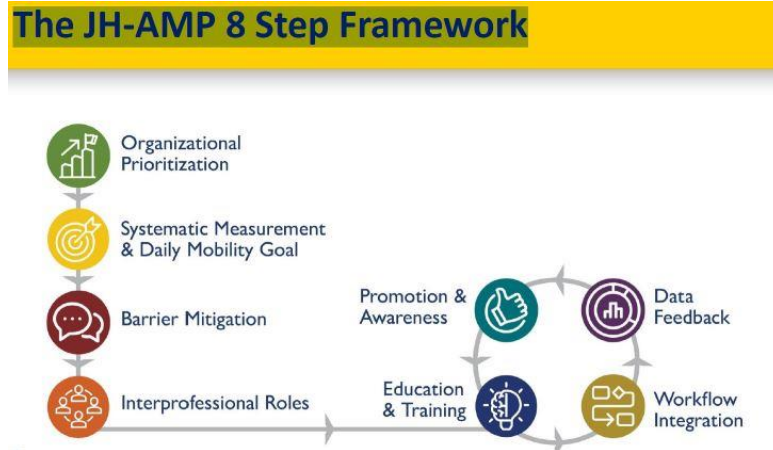 The JH-AMP 8 Step Framework
Organizational
Prioritization
Systematic Measurement
& Daily Mobility Goal
Barrier Mitigation
Interprofessional Roles
Promotion &
Awareness
Data
Feedback
Education
& Training
Workflow
Integration